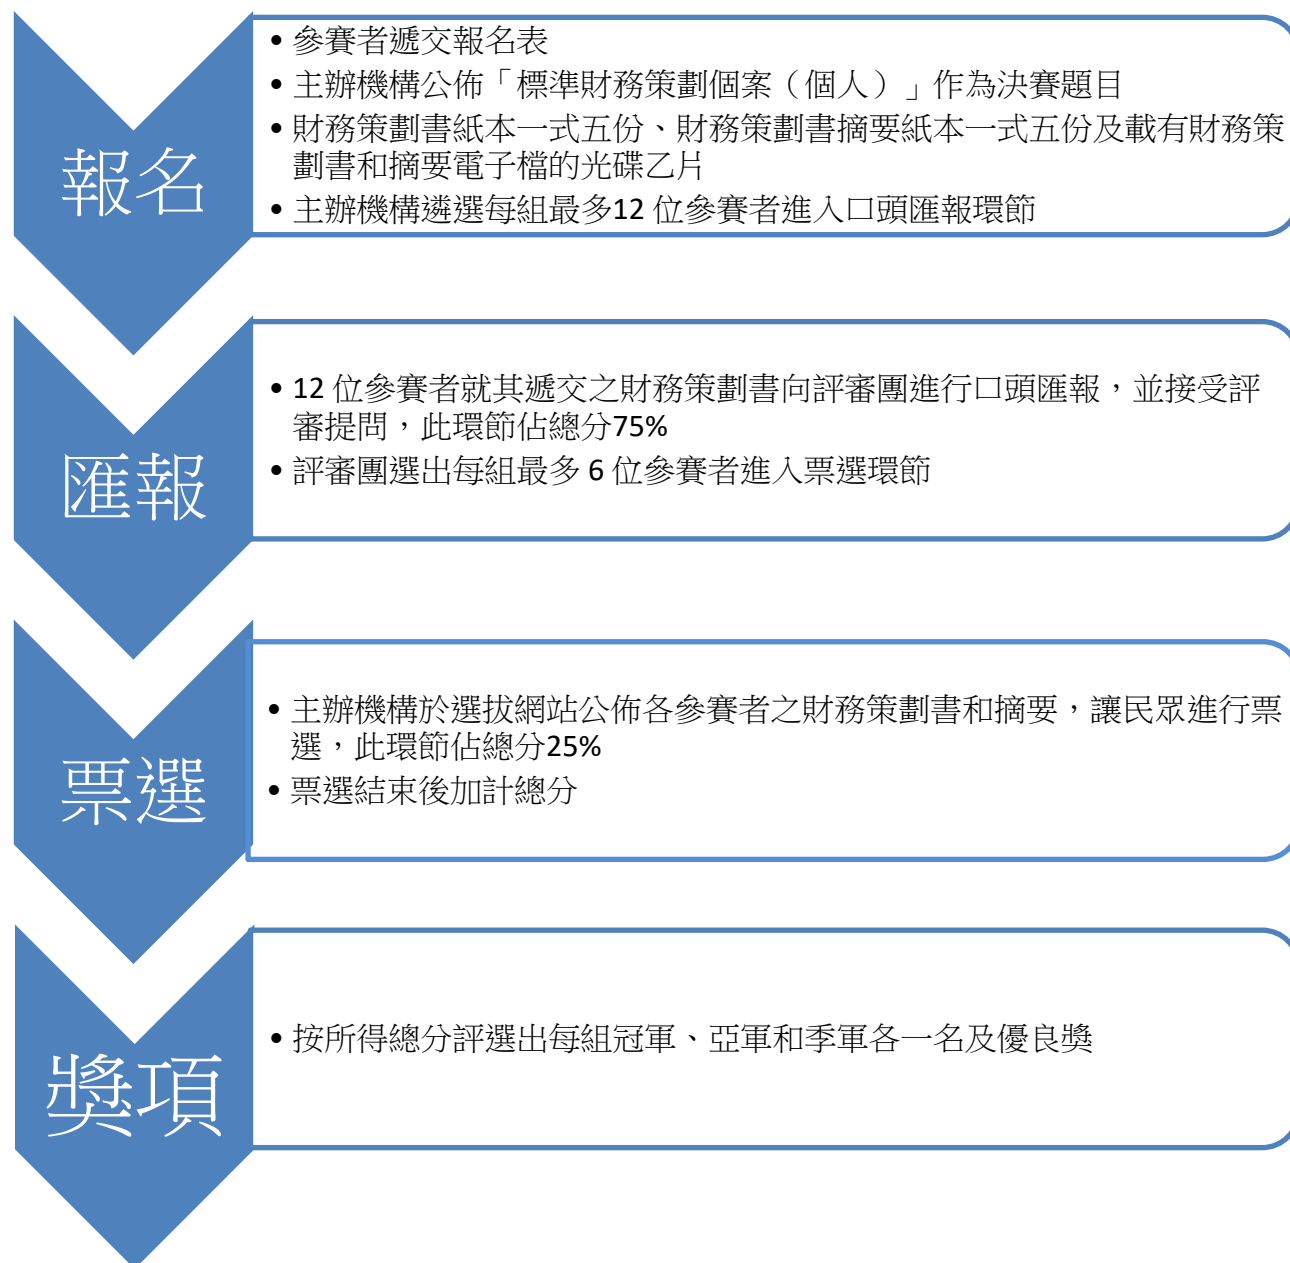 報名
• 參賽者遞交報名表
• 主辦機構公佈「標準財務策劃個案（個人）」作為決賽題目
• 財務策劃書紙本一式五份、財務策劃書摘要紙本一式五份及載有財務策
劃書和摘要電子檔的光碟乙片
• 主辦機構遴選每組最多12 位參賽者進入口頭匯報環節
匯報
• 12 位參賽者就其遞交之財務策劃書向評審團進行口頭匯報，並接受評
審提問，此環節佔總分75%
• 評審團選出每組最多 6 位參賽者進入票選環節
票選
• 主辦機構於選拔網站公佈各參賽者之財務策劃書和摘要，讓民眾進行票
選，此環節佔總分25%
• 票選結束後加計總分
獎項
• 按所得總分評選出每組冠軍、亞軍和季軍各一名及優良獎